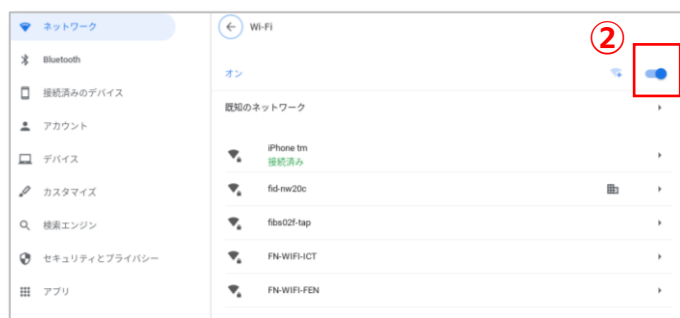 ネットワーク
Bluetooth
接続済みのデバイス
アカウント
デバイス
カスタマイズ
検索エンジン
セキュリティとプライバシー
アプリ
Wi-Fi
②
オン
既知のネットワーク
iPhone tm
接続済み
fid-nw20c
fibs02f-tap
FN-WIFI-ICT
FN-WIFI-FEN